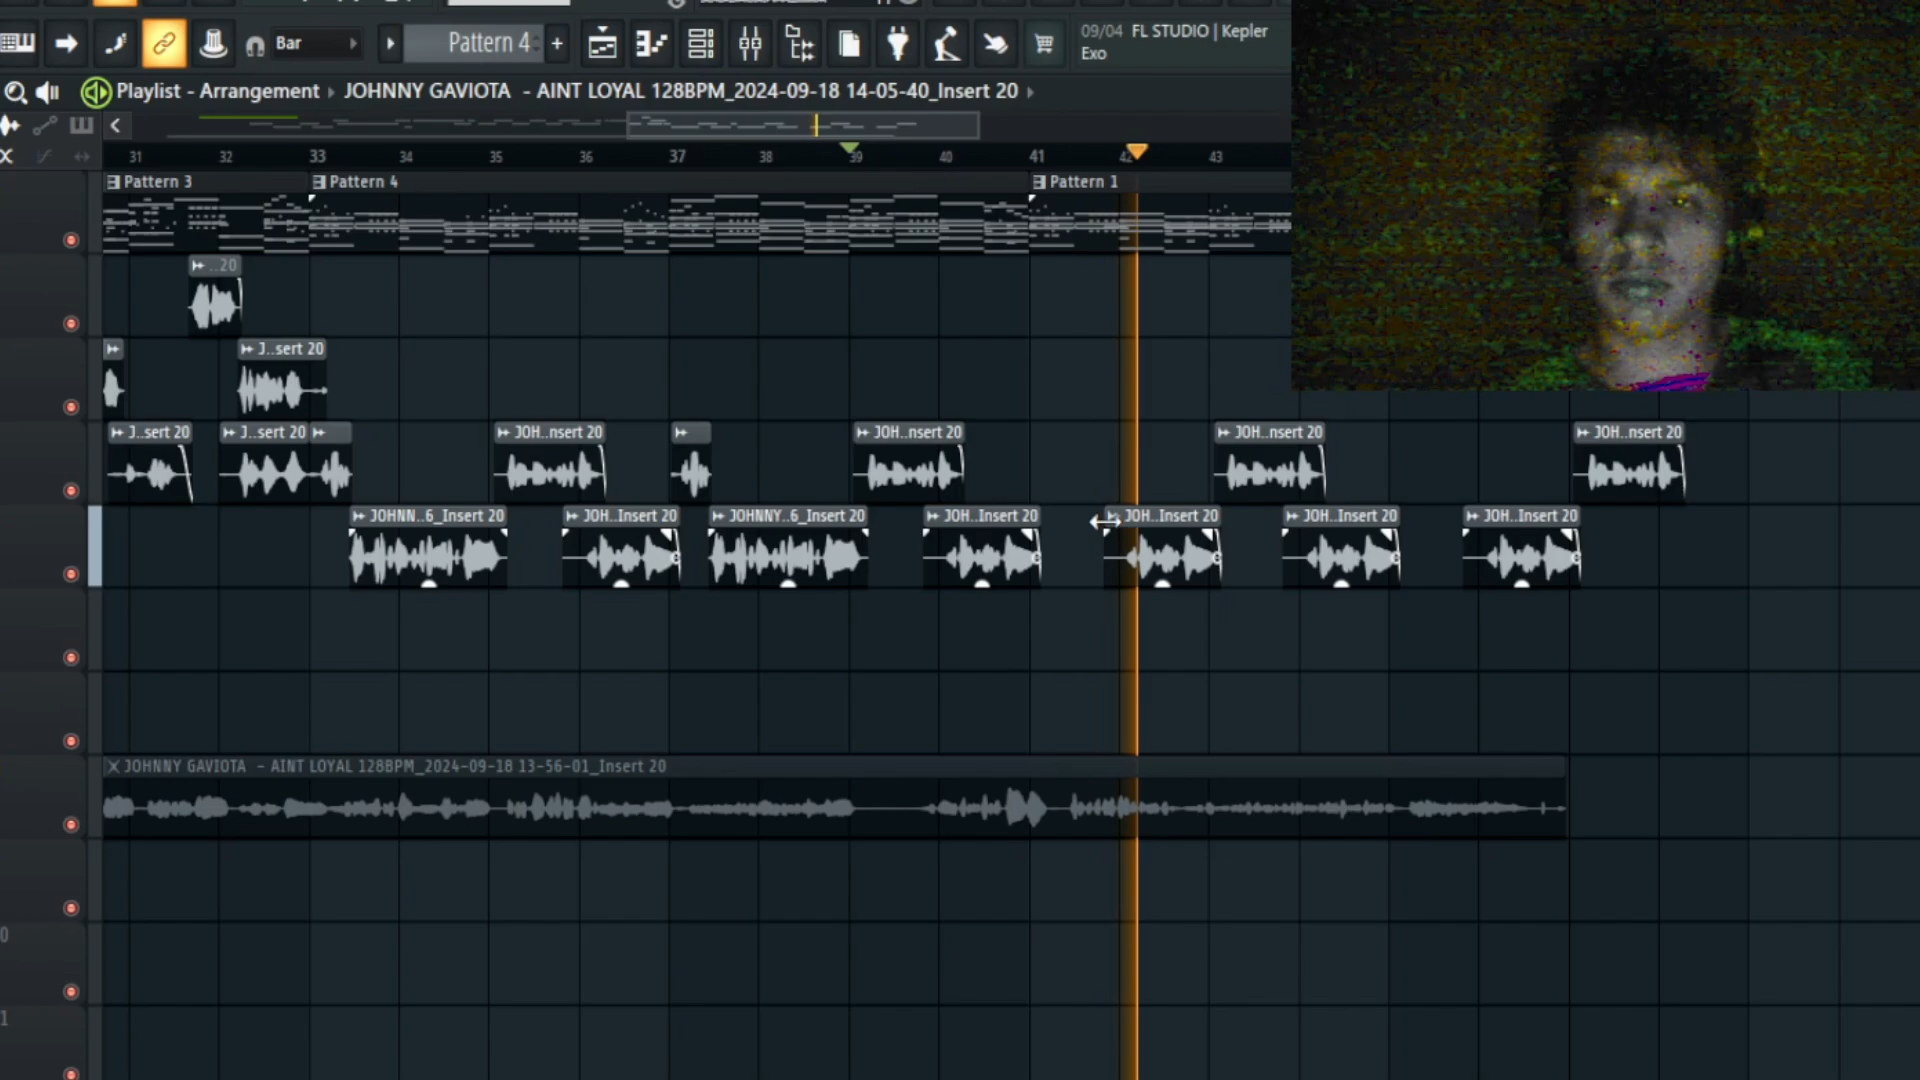 Bar
Pattern 4
+
09/04 FL STUDIO | Kepler
Exo
Playlist - Arrangement › JOHNNY GAVIOTA - AINT LOYAL 128BPM_2024-09-18 14-05-40_Insert 20 ›
31 32 33 34 35 36 37 38 39 40 41 42 43
Pattern 3 Pattern 4 Pattern 1
..20
J..sert 20
J..sert 20 J..sert 20 JOH..nsert 20 JOH..nsert 20 JOH..nsert 20 JOH..nsert 20
JOHNN..6_Insert 20 JOH..Insert 20 JOHNNY..6_Insert 20 JOH..Insert 20 JOH..Insert 20 JOH..Insert 20 JOH..Insert 20
JOHNNY GAVIOTA - AINT LOYAL 128BPM_2024-09-18 13-56-01_Insert 20
0
1